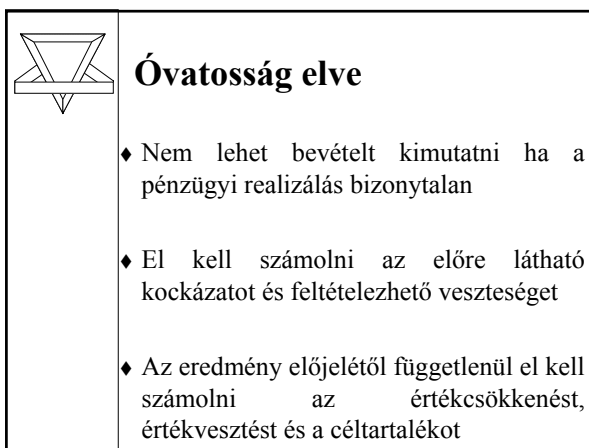 Óvatosság elve
♦ Nem lehet bevételt kimutatni ha a
pénzügyi realizálás bizonytalan
♦ El kell számolni az előre látható
kockázatot és feltételezhető veszteséget
♦ Az eredmény előjelétől függetlenül el kell
számolni az értékcsökkenést,
értékvesztést és a céltartalékot